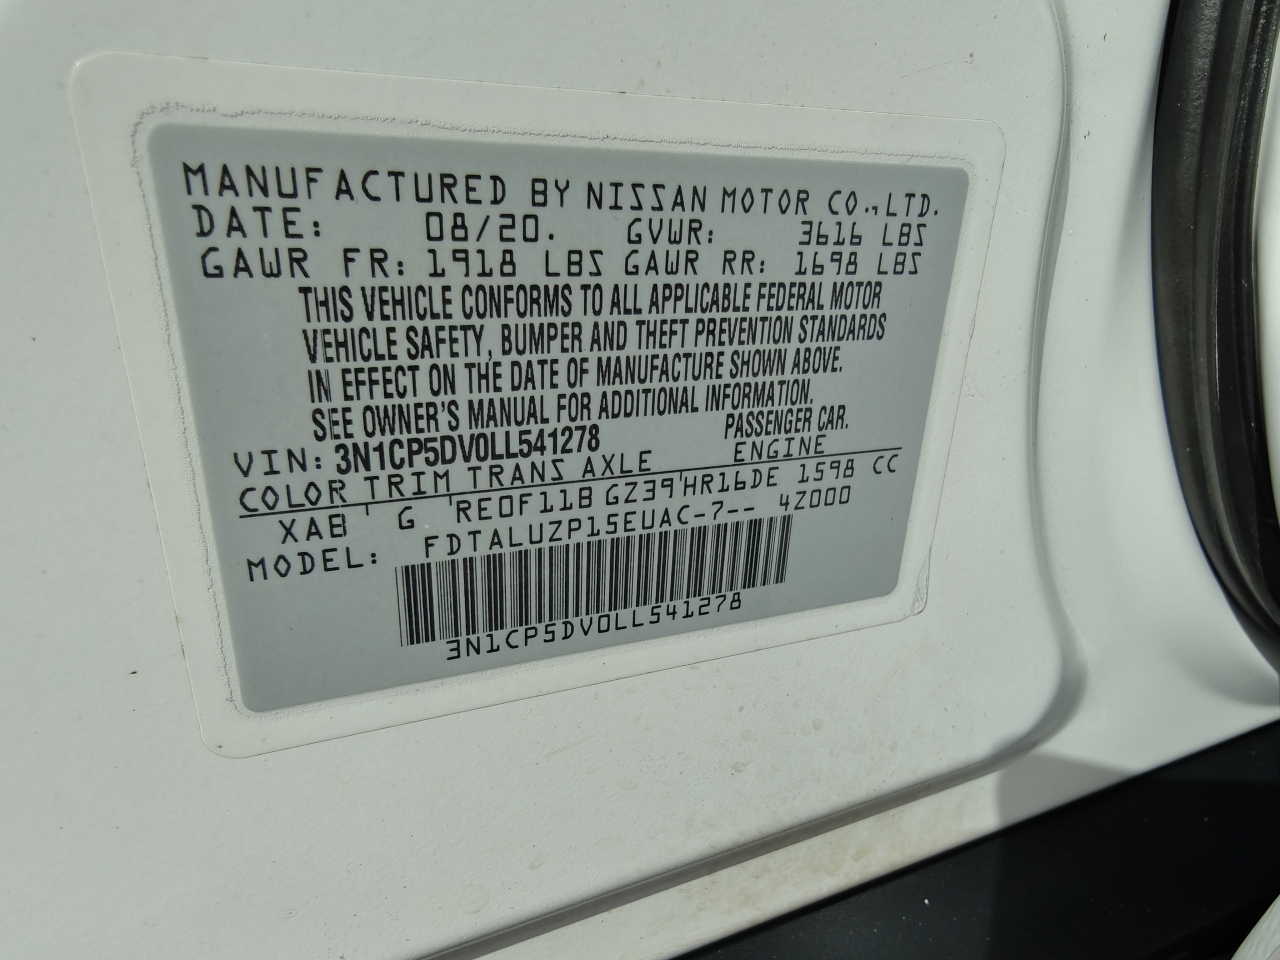 MANUFACTURED BY NISSAN MOTOR CO.,LTD.
DATE: 08/20. GVWR: 3616 LBS
GAWR FR: 1918 LBS GAWR RR: 1698 LBS
THIS VEHICLE CONFORMS TO ALL APPLICABLE FEDERAL MOTOR
VEHICLE SAFETY, BUMPER AND THEFT PREVENTION STANDARDS
IN EFFECT ON THE DATE OF MANUFACTURE SHOWN ABOVE.
SEE OWNER'S MANUAL FOR ADDITIONAL INFORMATION.
VIN: 3N1CP5DV0LL541278 PASSENGER CAR.
COLOR TRIM TRANS AXLE ENGINE
XAB G RE0F11B GZ39 HR16DE 1598 CC
MODEL: FDTALUZP15EUAC-7-- 4Z000
3N1CP5DV0LL541278